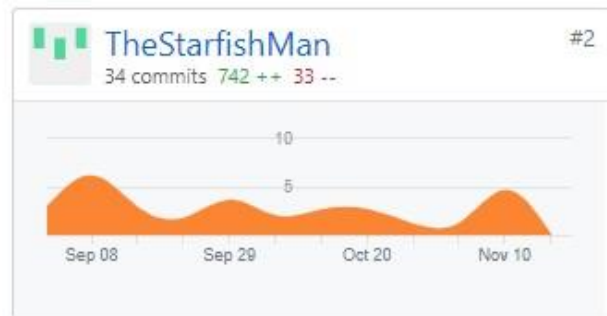 TheStarfishMan
#2
34 commits 742 ++ 33 --
10
5
Sep 08 Sep 29 Oct 20 Nov 10